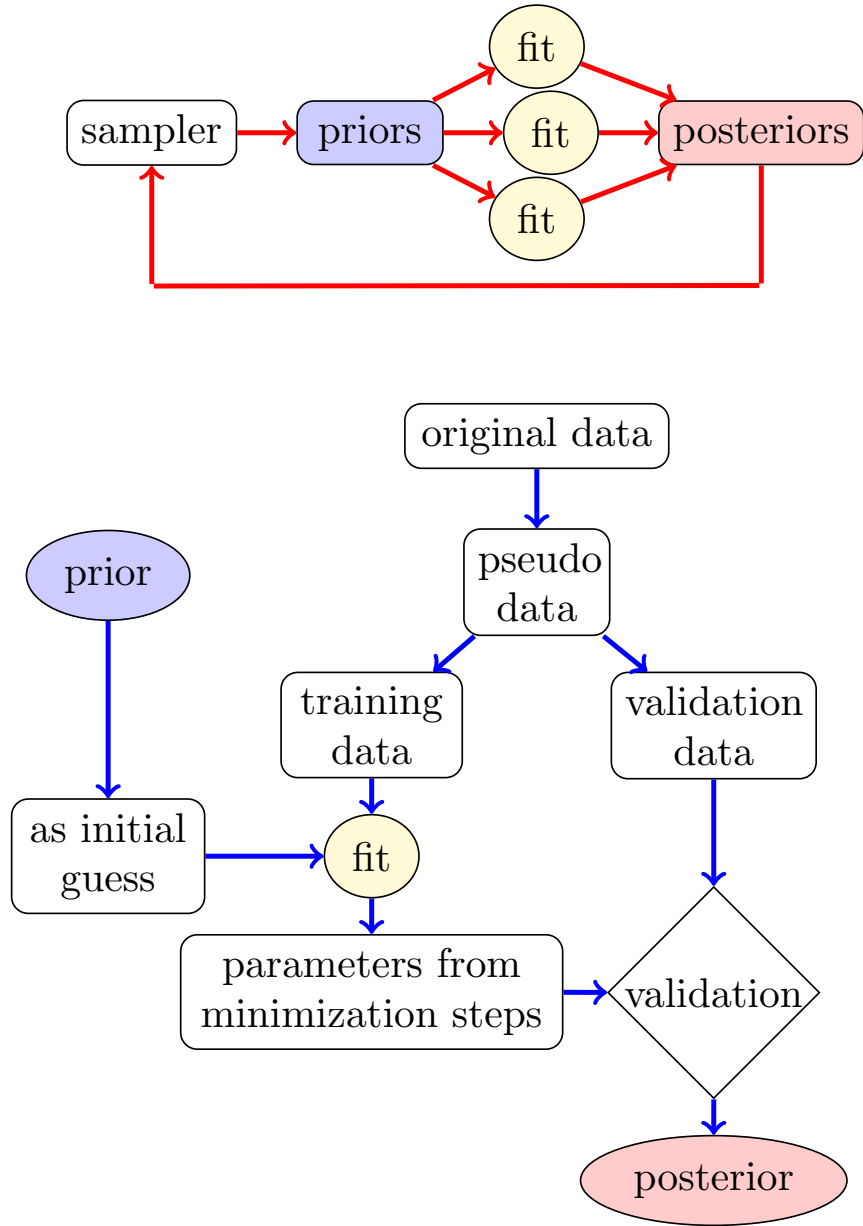 fit
sampler
priors
fit
posteriors
fit
original data
prior
pseudo
data
training
data
validation
data
as initial
guess
fit
parameters from
minimization steps
validation
posterior